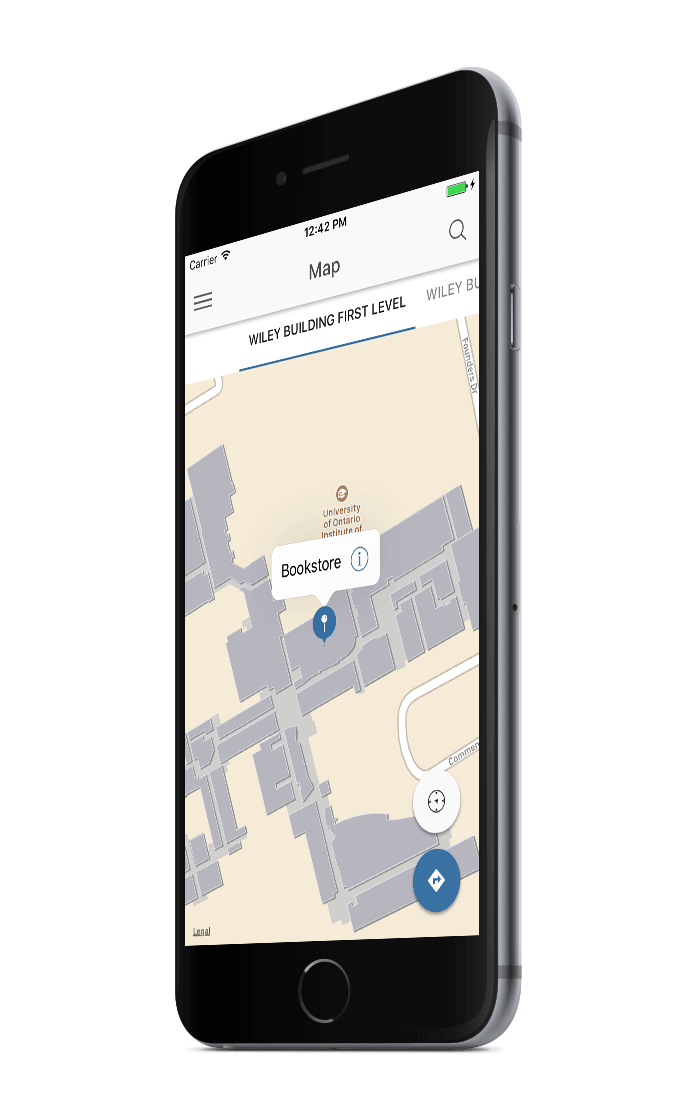 12:42 PM
Carrier
Map
WILEY BUILDING FIRST LEVEL
WILEY BU
Founders Dr
University
of Ontario
Institute of
Bookstore
i
Commen
Legal